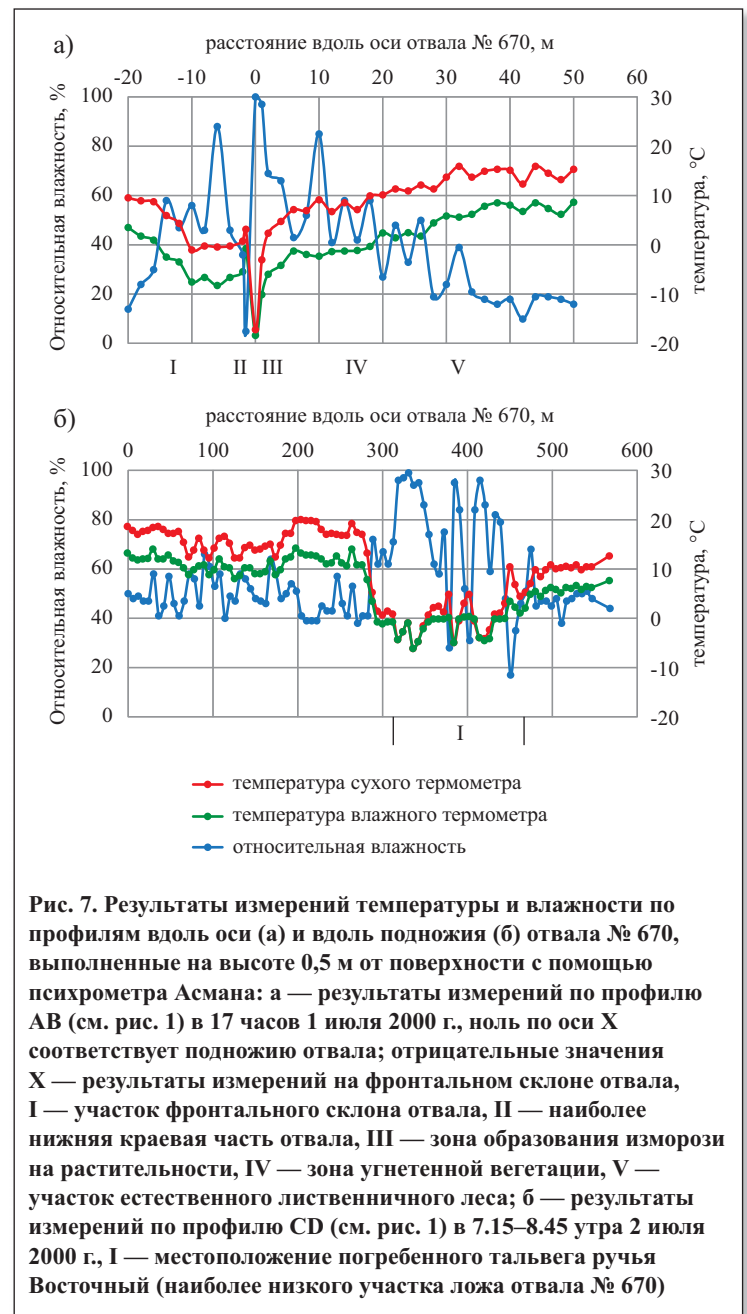 а)
расстояние вдоль оси отвала № 670, м
-20 -10 0 10 20 30 40 50 60
Относительная влажность, %
100
80
60
40
20
0
30
20
10
0
-10
-20
температура, °C
I II III IV V
б)
расстояние вдоль оси отвала № 670, м
0 100 200 300 400 500 600
Относительная влажность, %
100
80
60
40
20
0
30
20
10
0
-10
-20
температура, °C
I
температура сухого термометра
температура влажного термометра
относительная влажность
Рис. 7. Результаты измерений температуры и влажности по
профилям вдоль оси (а) и вдоль подножия (б) отвала № 670,
выполненные на высоте 0,5 м от поверхности с помощью
психрометра Асмана: а — результаты измерений по профилю
АВ (см. рис. 1) в 17 часов 1 июля 2000 г., ноль по оси X
соответствует подножию отвала; отрицательные значения
X — результаты измерений на фронтальном склоне отвала,
I — участок фронтального склона отвала, II — наиболее
нижняя краевая часть отвала, III — зона образования изморози
на растительности, IV — зона угнетенной вегетации, V —
участок естественного лиственничного леса; б — результаты
измерений по профилю CD (см. рис. 1) в 7.15–8.45 утра 2 июля
2000 г., I — местоположение погребенного тальвега ручья
Восточный (наиболее низкого участка ложа отвала № 670)